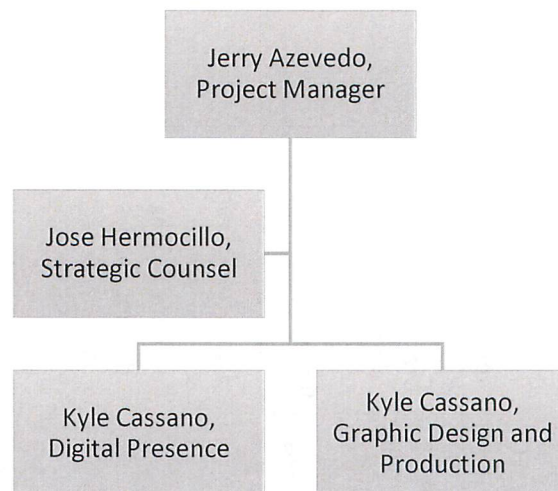 Jerry Azevedo,
Project Manager
Jose Hermocillo,
Strategic Counsel
Kyle Cassano,
Digital Presence
Kyle Cassano,
Graphic Design and
Production